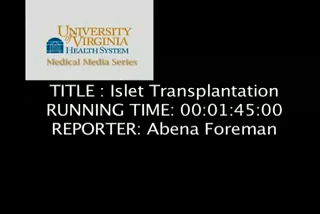 UNIVERSITY
of VIRGINIA
HEALTH SYSTEM
Medical Media Series
TITLE : Islet Transplantation
RUNNING TIME: 00:01:45:00
REPORTER: Abena Foreman